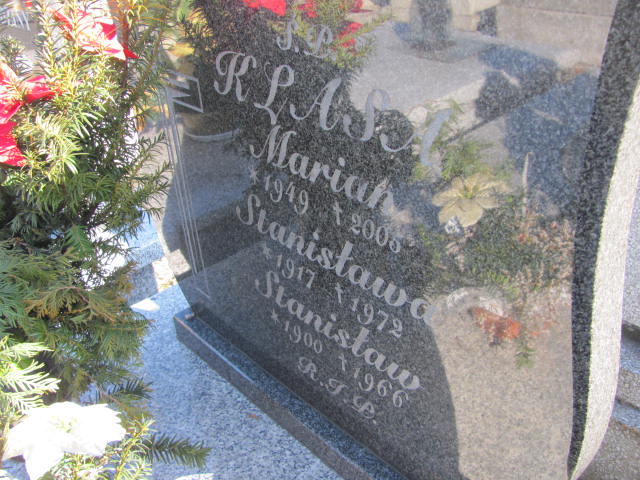 Ś.P.
KLASA
Marian
*1949 +2005
Stanisława
*1917 +1972
Stanisław
*1900 +1966
R.I.P.